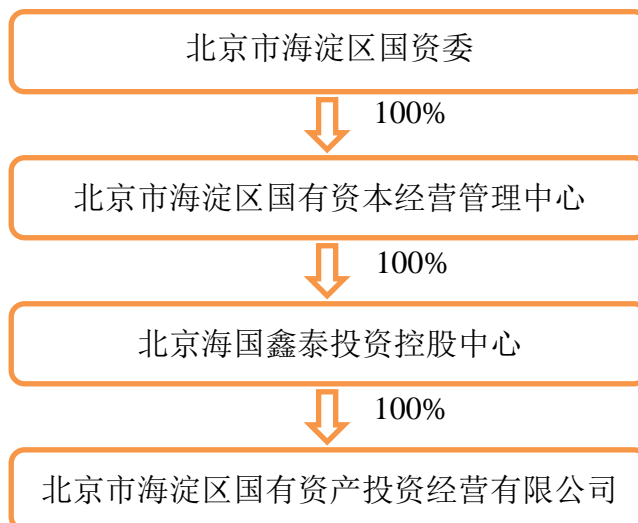 北京市海淀区国资委
100%
北京市海淀区国有资本经营管理中心
100%
北京海国鑫泰投资控股中心
100%
北京市海淀区国有资产投资经营有限公司